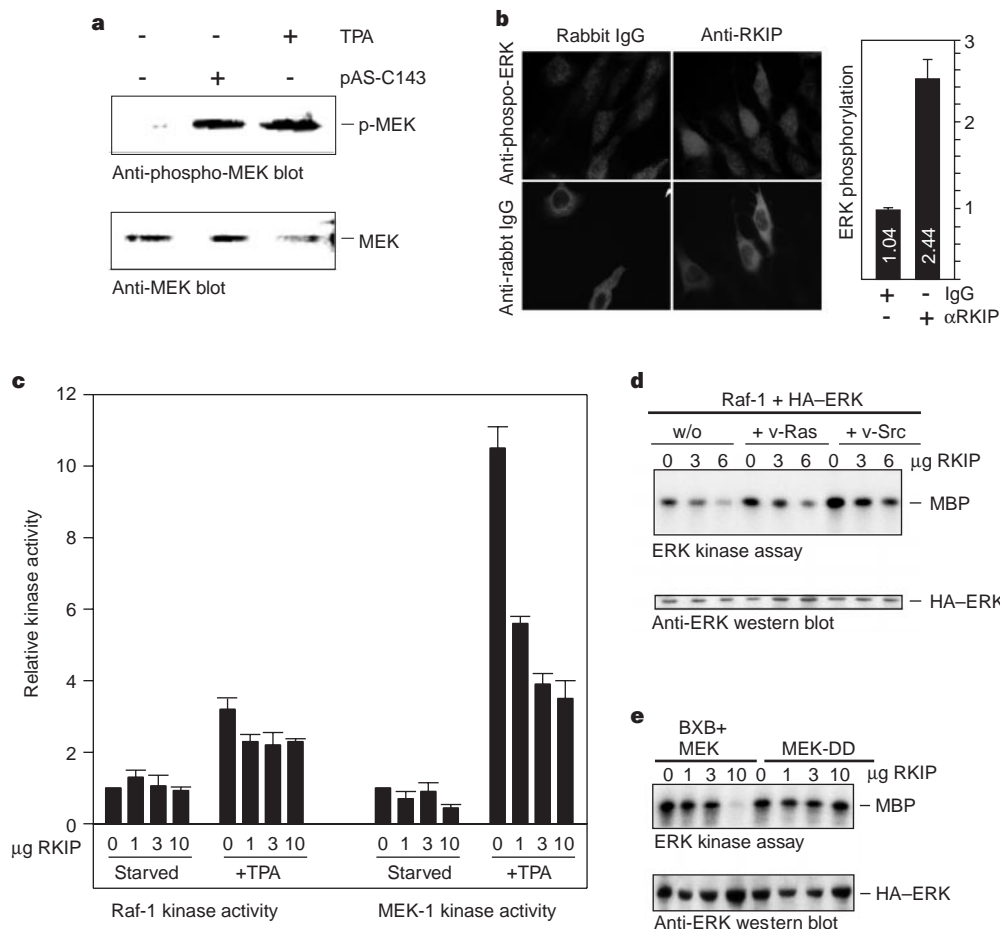 a
- - + TPA
- + - pAS-C143
p-MEK
Anti-phospho-MEK blot
MEK
Anti-MEK blot
b
Rabbit IgG Anti-RKIP
Anti-phospo-ERK
Anti-rabbt IgG
ERK phosphorylation
3
2
1
1.04
2.44
+ - IgG
- + αRKIP
c
Relative kinase activity
12
10
8
6
4
2
0
µg RKIP 0 1 3 10 0 1 3 10 0 1 3 10 0 1 3 10
Starved +TPA Starved +TPA
Raf-1 kinase activity MEK-1 kinase activity
d
Raf-1 + HA–ERK
w/o + v-Ras + v-Src
0 3 6 0 3 6 0 3 6 µg RKIP
MBP
ERK kinase assay
HA–ERK
Anti-ERK western blot
e
BXB+
MEK MEK-DD
0 1 3 10 0 1 3 10 µg RKIP
MBP
ERK kinase assay
HA–ERK
Anti-ERK western blot